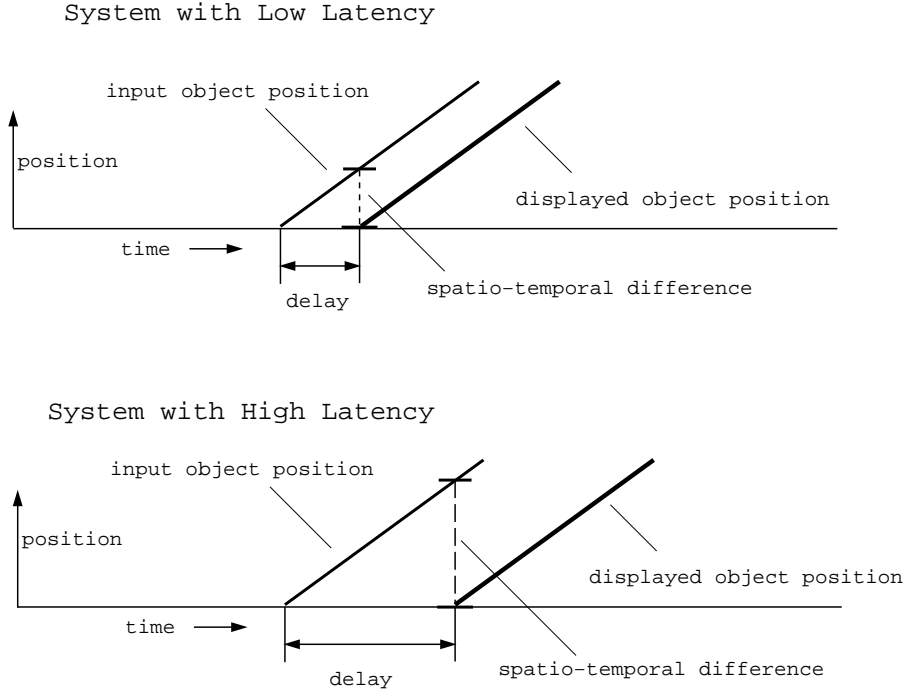 System with Low Latency
input object position
position
displayed object position
time
spatio-temporal difference
delay
System with High Latency
input object position
position
displayed object position
time
spatio-temporal difference
delay